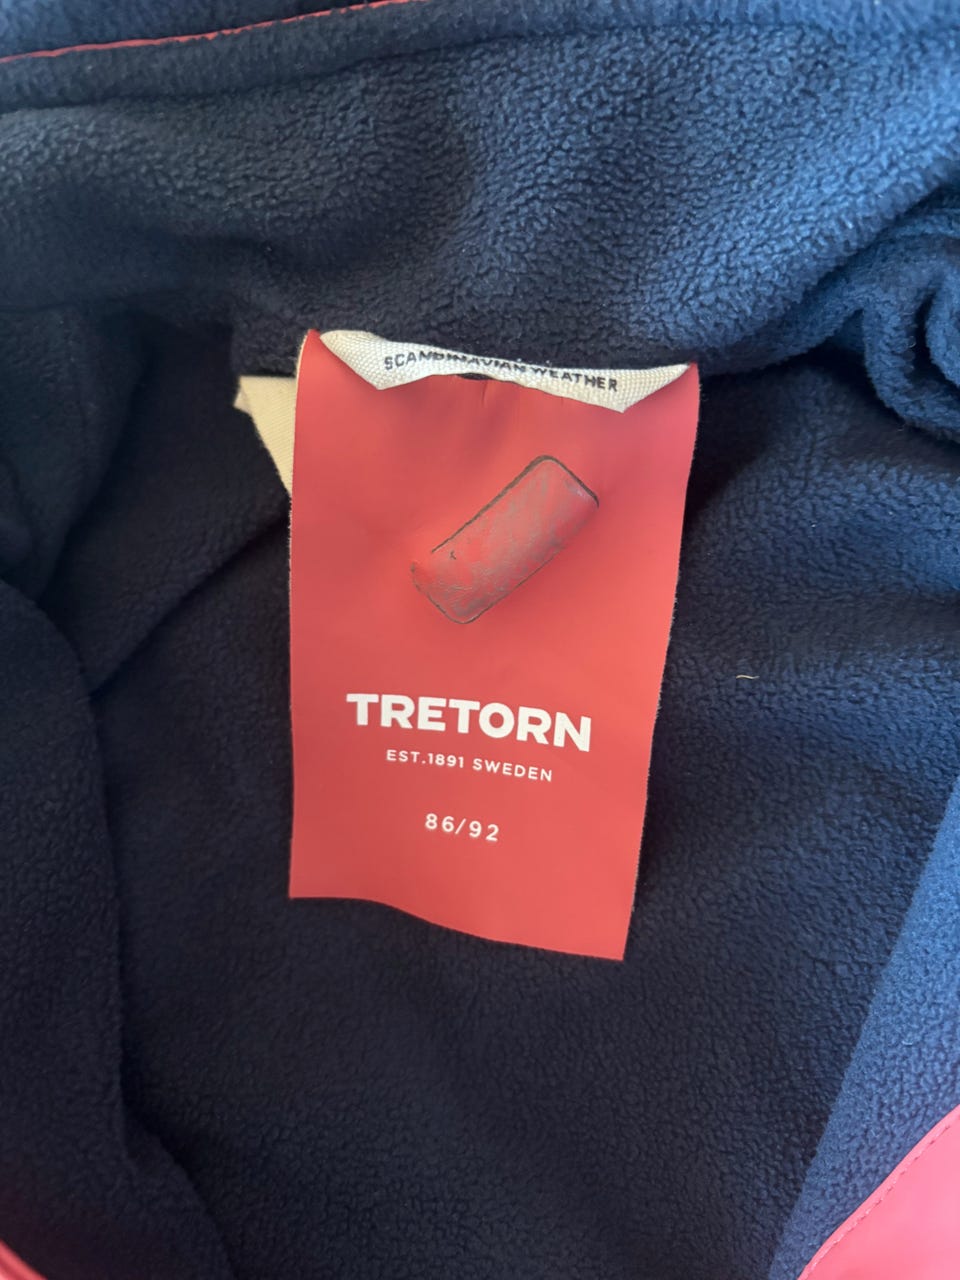 SCANDINAVIAN WEATHER
TRETORN
EST.1891 SWEDEN
86/92